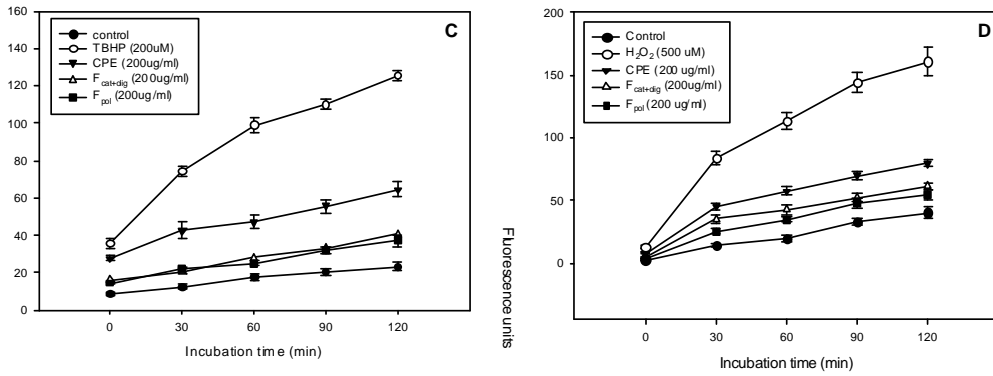 160
140
120
100
80
60
40
20
0
C
control
TBHP (200uM)
CPE (200ug/ml)
Fcat+dig (200ug/ml)
Fpol (200ug/ml)
0 30 60 90 120
Incubation time (min)
Fluorescence units
200
150
100
50
0
D
Control
H2O2 (500 uM)
CPE (200 ug/ml)
Fcat+dig (200ug/ml)
Fpol (200 ug/ml)
0 30 60 90 120
Incubation time (min)